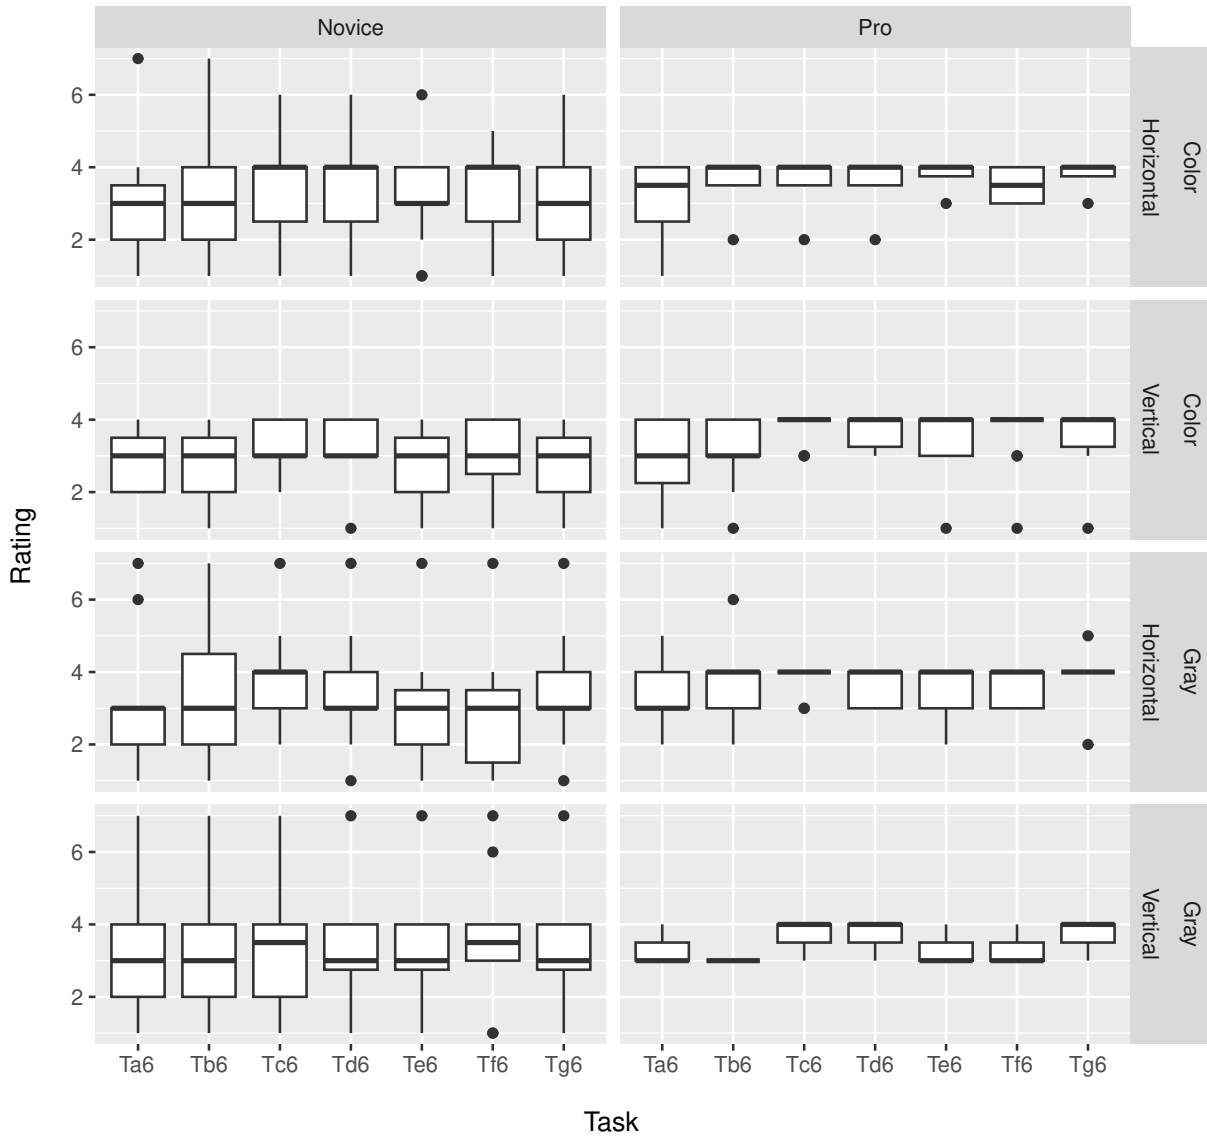 Novice
Pro
6
4
2
Color
Horizontal
6
4
2
Color
Vertical
Rating
6
4
2
Gray
Horizontal
6
4
2
Gray
Vertical
Ta6 Tb6 Tc6 Td6 Te6 Tf6 Tg6
Ta6 Tb6 Tc6 Td6 Te6 Tf6 Tg6
Task